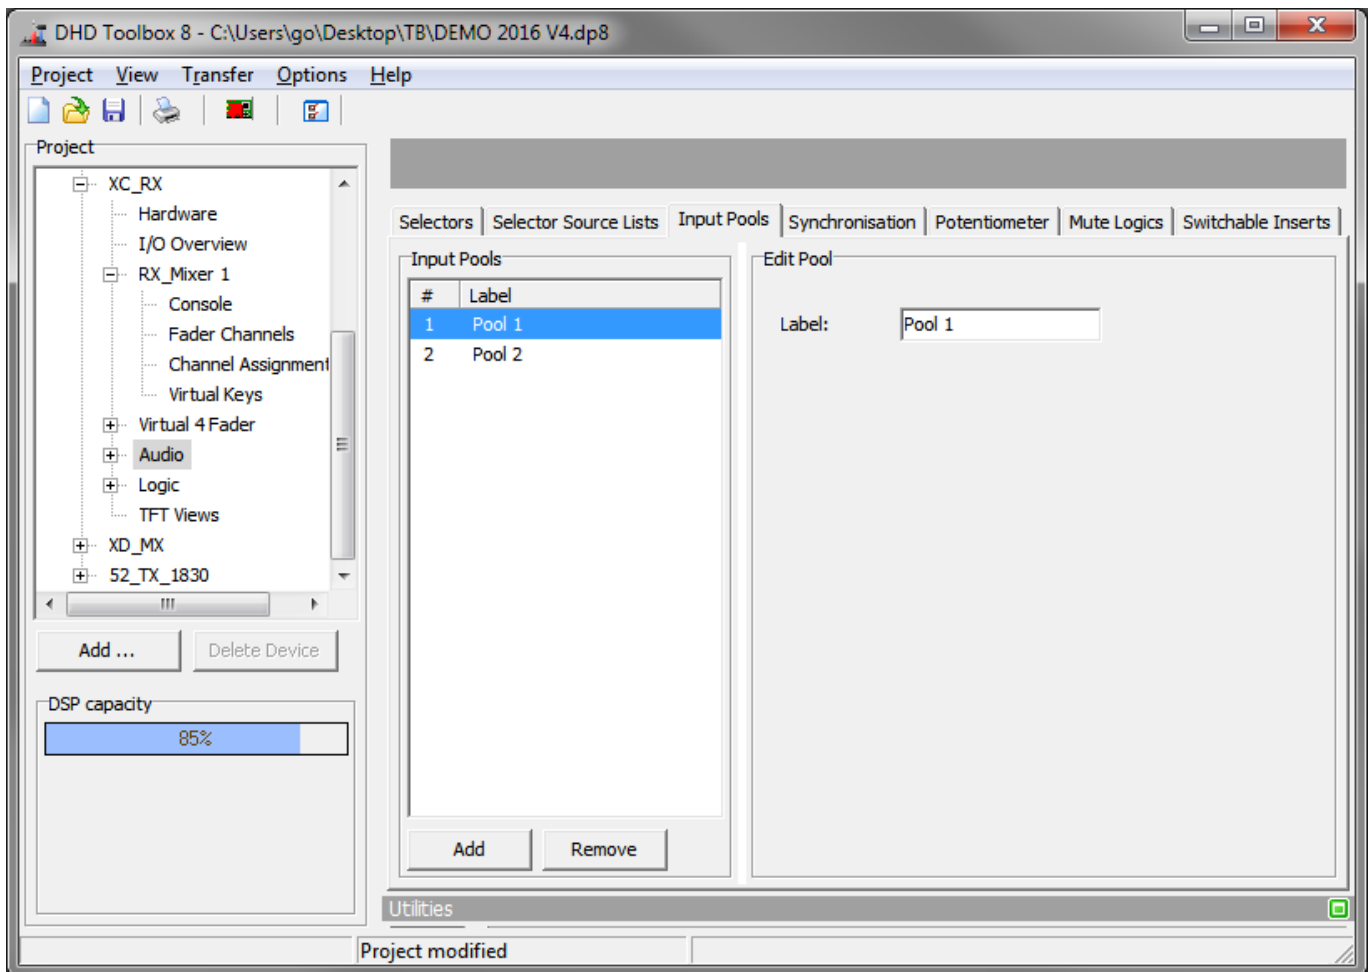 DHD Toolbox 8 - C:\Users\go\Desktop\TB\DEMO 2016 V4.dp8
Project View Transfer Options Help
Project
XC_RX
Hardware
I/O Overview
RX_Mixer 1
Console
Fader Channels
Channel Assignment
Virtual Keys
Virtual 4 Fader
Audio
Logic
TFT Views
XD_MX
52_TX_1830
Add ... Delete Device
DSP capacity
85%
Selectors Selector Source Lists Input Pools Synchronisation Potentiometer Mute Logics Switchable Inserts
Input Pools
# Label
1 Pool 1
2 Pool 2
Add Remove
Edit Pool
Label: Pool 1
Utilities
Project modified